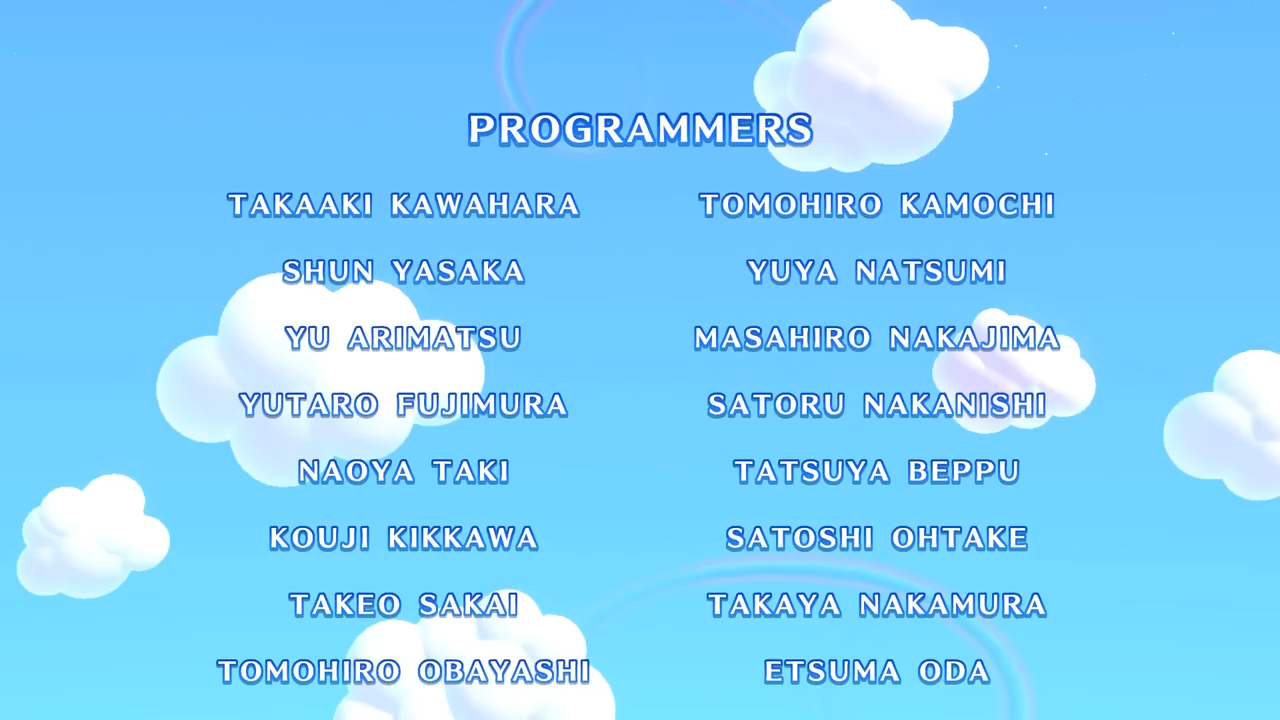 PROGRAMMERS
TAKAAKI KAWAHARA TOMOHIRO KAMOCHI
SHUN YASAKA YUYA NATSUMI
YU ARIMATSU MASAHIRO NAKAJIMA
YUTARO FUJIMURA SATORU NAKANISHI
NAOYA TAKI TATSUYA BEPPU
KOUJI KIKKAWA SATOSHI OHTAKE
TAKEO SAKAI TAKAYA NAKAMURA
TOMOHIRO OBAYASHI ETSUMA ODA